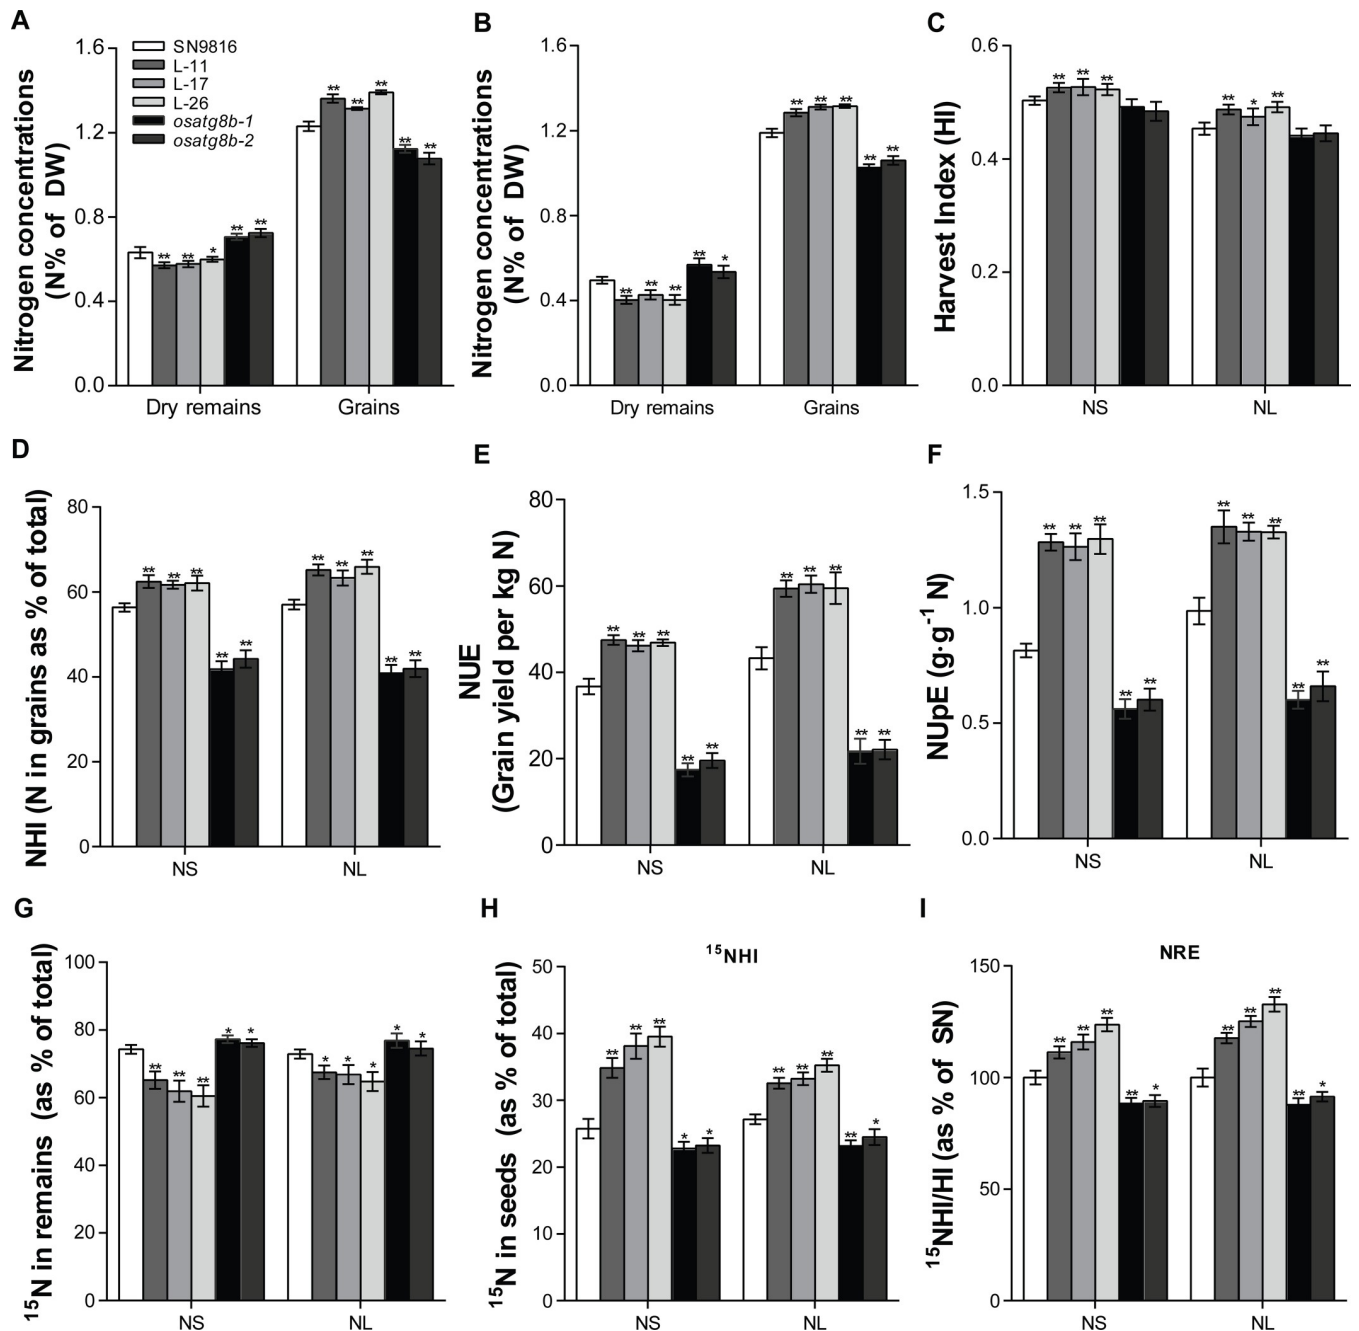 A
Nitrogen concentrations
(N% of DW)
1.6
1.2
0.8
0.4
0.0
SN9816
L-11
L-17
L-26
osatg8b-1
osatg8b-2
** ** * ** **
** ** ** ** **
Dry remains Grains
B
Nitrogen concentrations
(N% of DW)
1.6
1.2
0.8
0.4
0.0
** ** ** ** *
** ** ** ** **
Dry remains Grains
C
Harvest Index (HI)
0.6
0.4
0.2
0.0
** ** **
** * **
NS NL
D
NHI (N in grains as % of total)
80
60
40
20
0
** ** ** ** **
** ** ** ** **
NS NL
E
NUE
(Grain yield per kg N)
80
60
40
20
0
** ** ** ** **
** ** ** ** **
NS NL
F
NUpE (g·g⁻¹ N)
1.5
1.0
0.5
0.0
** ** ** ** **
** ** ** ** **
NS NL
G
¹⁵N in remains (as % of total)
100
80
60
40
20
0
** ** ** * *
* * * * *
NS NL
H
¹⁵NHI
¹⁵N in seeds (as % of total)
50
40
30
20
10
0
** ** ** * *
** ** ** ** *
NS NL
I
NRE
¹⁵NHI/HI (as % of SN)
150
100
50
0
** ** ** ** *
** ** ** ** *
NS NL